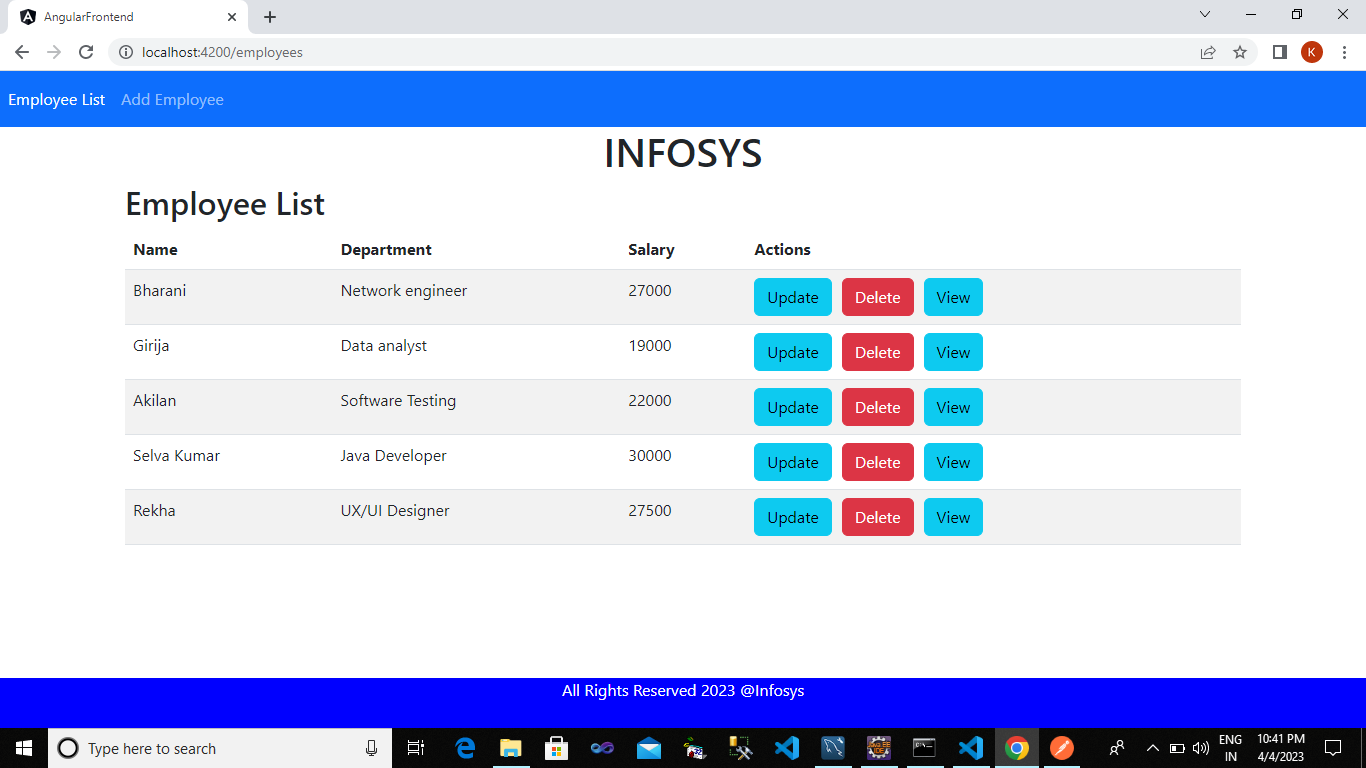 AngularFrontend
localhost:4200/employees
K
Employee List Add Employee
INFOSYS
Employee List
Name Department Salary Actions
Bharani Network engineer 27000 Update Delete View
Girija Data analyst 19000 Update Delete View
Akilan Software Testing 22000 Update Delete View
Selva Kumar Java Developer 30000 Update Delete View
Rekha UX/UI Designer 27500 Update Delete View
All Rights Reserved 2023 @Infosys
Type here to search
ENG
IN
10:41 PM
4/4/2023